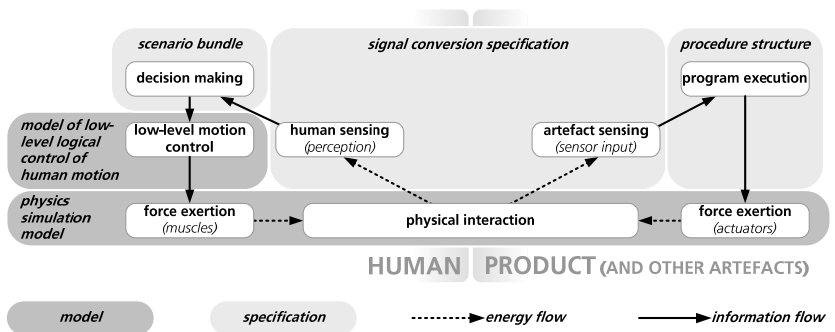 scenario bundle
signal conversion specification
procedure structure
decision making
program execution
model of low-
level logical
control of
human motion
low-level motion
control
human sensing
(perception)
artefact sensing
(sensor input)
physics
simulation
model
force exertion
(muscles)
physical interaction
force exertion
(actuators)
HUMAN PRODUCT (AND OTHER ARTEFACTS)
model
specification
energy flow
information flow